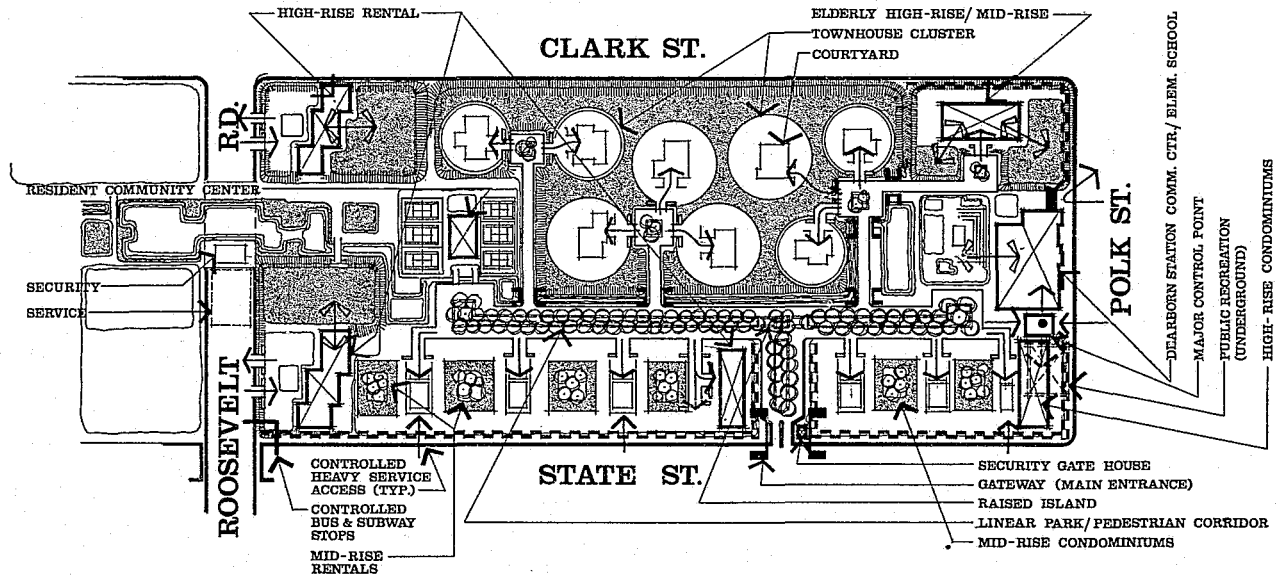 HIGH-RISE RENTAL
ELDERLY HIGH-RISE/MID-RISE
TOWNHOUSE CLUSTER
COURTYARD
CLARK ST.
RD.
RESIDENT COMMUNITY CENTER
SECURITY
SERVICE
ROOSEVELT
POLK ST.
DEARBORN STATION COMM. CTR./ELEM. SCHOOL
MAJOR CONTROL POINT
PUBLIC RECREATION
(UNDERGROUND)
HIGH-RISE CONDOMINIUMS
CONTROLLED
HEAVY SERVICE
ACCESS (TYP.)
CONTROLLED
BUS & SUBWAY
STOPS
MID-RISE
RENTALS
STATE ST.
SECURITY GATE HOUSE
GATEWAY (MAIN ENTRANCE)
RAISED ISLAND
LINEAR PARK/PEDESTRIAN CORRIDOR
MID-RISE CONDOMINIUMS